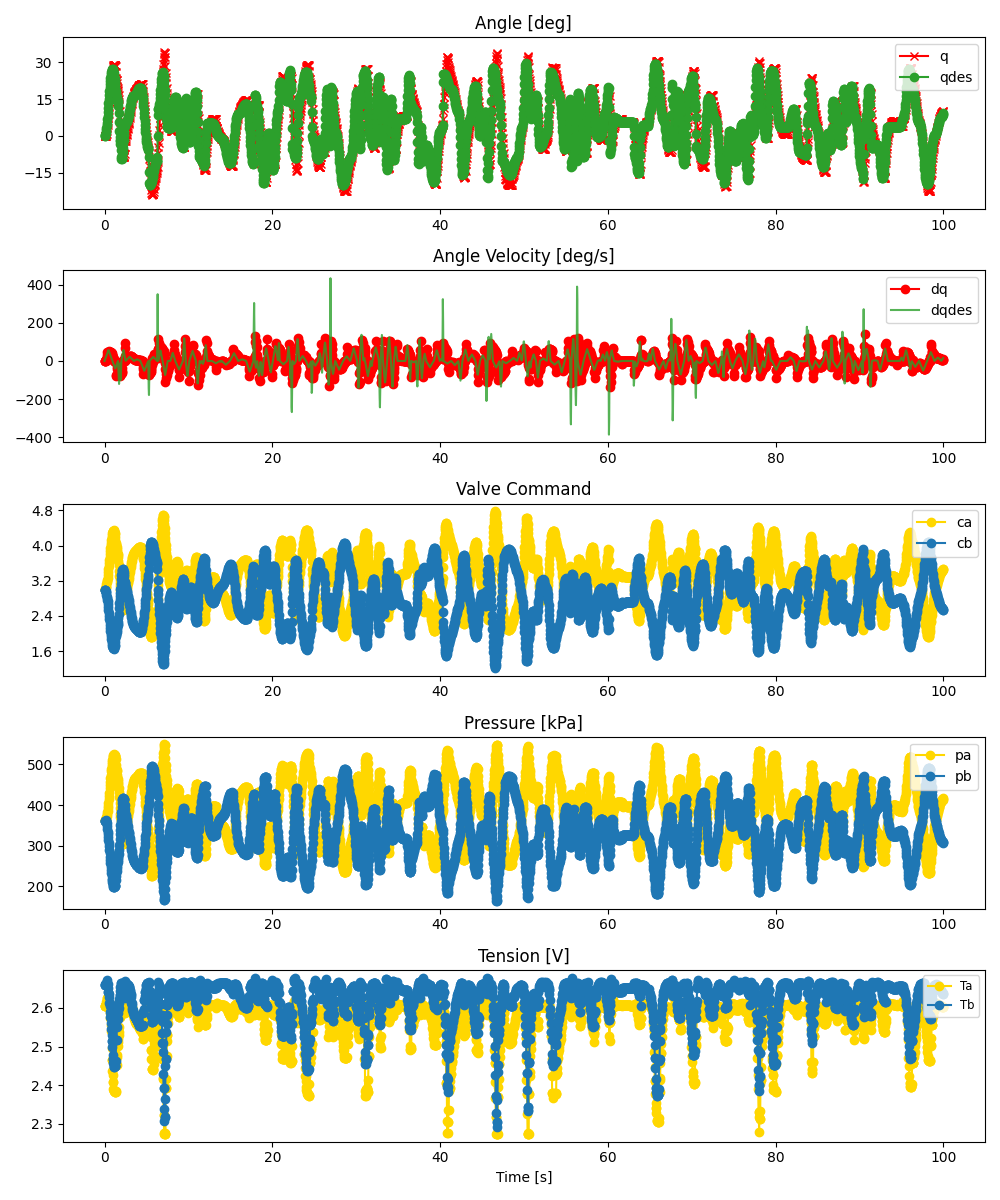 Angle [deg]
30
15
0
−15
q
qdes
0 20 40 60 80 100
Angle Velocity [deg/s]
400
200
0
−200
−400
dq
dqdes
0 20 40 60 80 100
Valve Command
4.8
4.0
3.2
2.4
1.6
ca
cb
0 20 40 60 80 100
Pressure [kPa]
500
400
300
200
pa
pb
0 20 40 60 80 100
Tension [V]
2.6
2.5
2.4
2.3
Ta
Tb
0 20 40 60 80 100
Time [s]